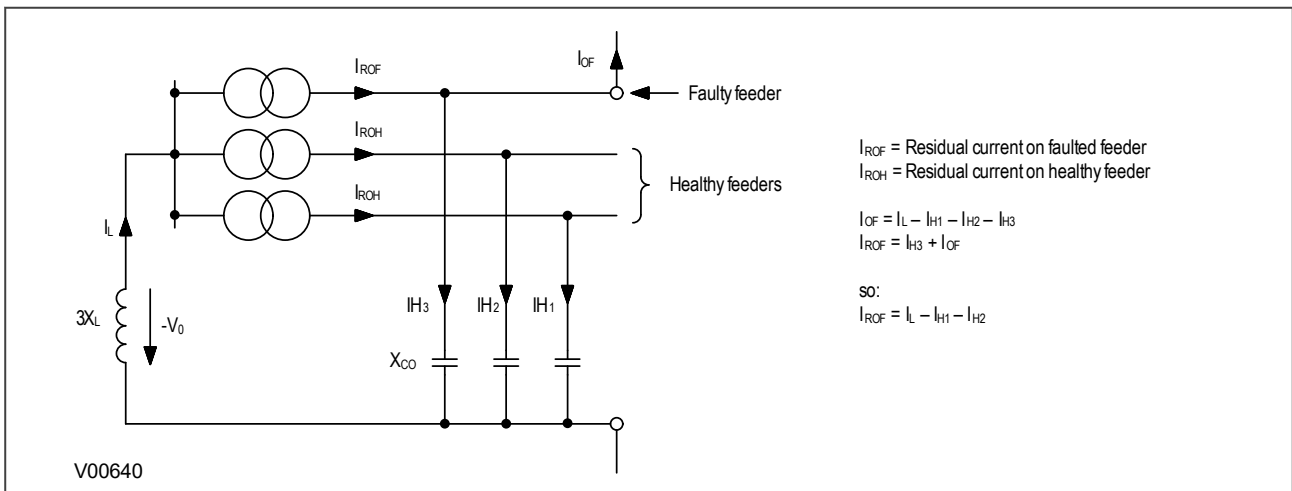 IROF
IOF
Faulty feeder
IROH
IROH
Healthy feeders
IL
3XL
-V0
IH3
IH2
IH1
XCO
IROF = Residual current on faulted feeder
IROH = Residual current on healthy feeder
IOF = IL – IH1 – IH2 – IH3
IROF = IH3 + IOF
so:
IROF = IL – IH1 – IH2
V00640